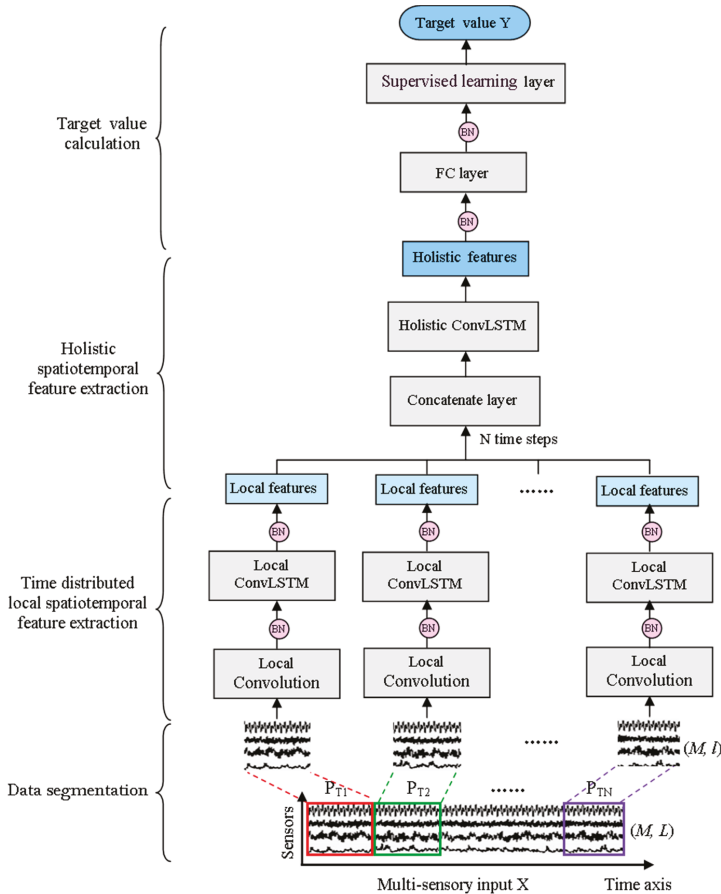 Target value Y
Supervised learning layer
BN
Target value
calculation
FC layer
BN
Holistic features
Holistic ConvLSTM
Holistic
spatiotemporal
feature extraction
Concatenate layer
N time steps
Local features
Local features
......
Local features
BN
BN
BN
Time distributed
local spatiotemporal
feature extraction
Local
ConvLSTM
Local
ConvLSTM
Local
ConvLSTM
BN
BN
BN
Local
Convolution
Local
Convolution
Local
Convolution
......
(M, l)
Data segmentation
PT1
PT2
......
PTN
Sensors
(M, L)
Multi-sensory input X
Time axis